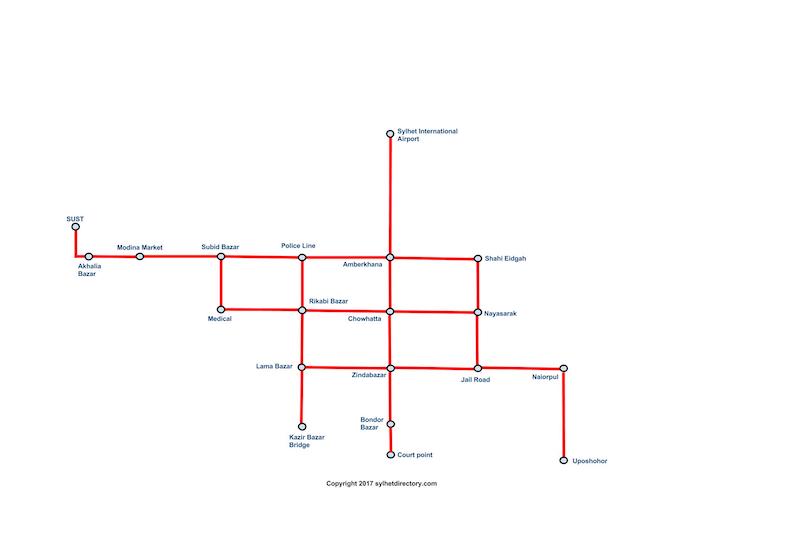 Sylhet International
Airport
SUST
Modina Market
Subid Bazar
Police Line
Akhalia
Bazar
Amberkhana
Shahi Eidgah
Rikabi Bazar
Medical
Chowhatta
Nayasarak
Lama Bazar
Zindabazar
Jail Road
Naiorpul
Bondor
Bazar
Kazir Bazar
Bridge
Court point
Uposhohor
Copyright 2017 sylhetdirectory.com